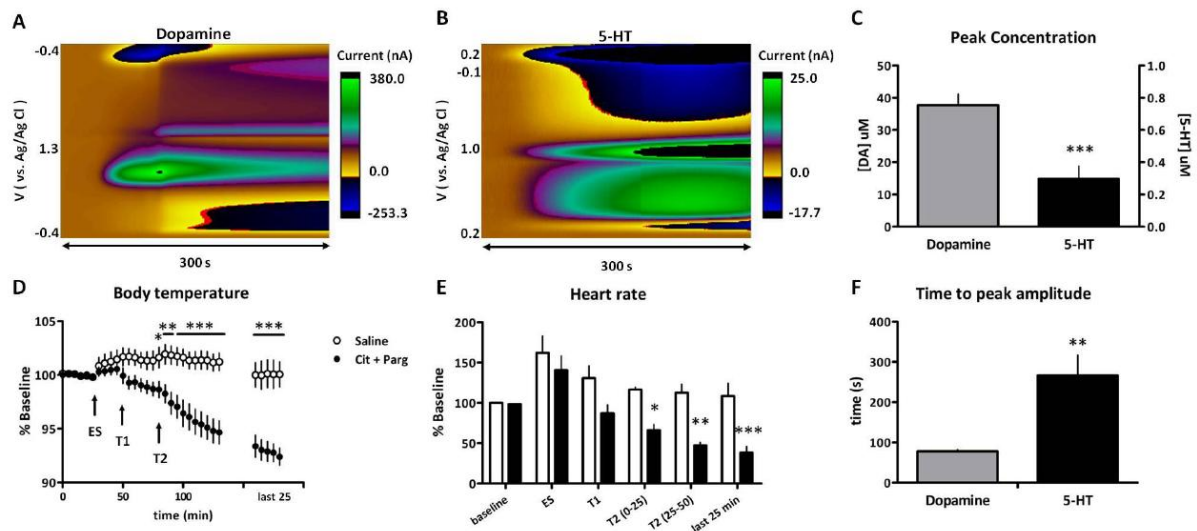 A
Dopamine
-0.4
1.3
-0.4
V ( vs. Ag/Ag Cl )
Current (nA)
380.0
0.0
-253.3
300 s
B
5-HT
0.2
-0.1
1.0
0.2
V ( vs. Ag/Ag Cl )
Current (nA)
25.0
0.0
-17.7
300 s
C
Peak Concentration
50
40
30
20
10
0
[DA] uM
1.0
0.8
0.6
0.4
0.2
0.0
[5-HT] uM
***
Dopamine
5-HT
D
Body temperature
105
100
95
90
% Baseline
*
**
***
***
Saline
Cit + Parg
ES
T1
T2
0
50
100
last 25
time (min)
E
Heart rate
200
150
100
50
0
% Baseline
*
**
***
baseline
ES
T1
T2 (0-25)
T2 (25-50)
last 25 min
F
Time to peak amplitude
400
300
200
100
0
time (s)
**
Dopamine
5-HT